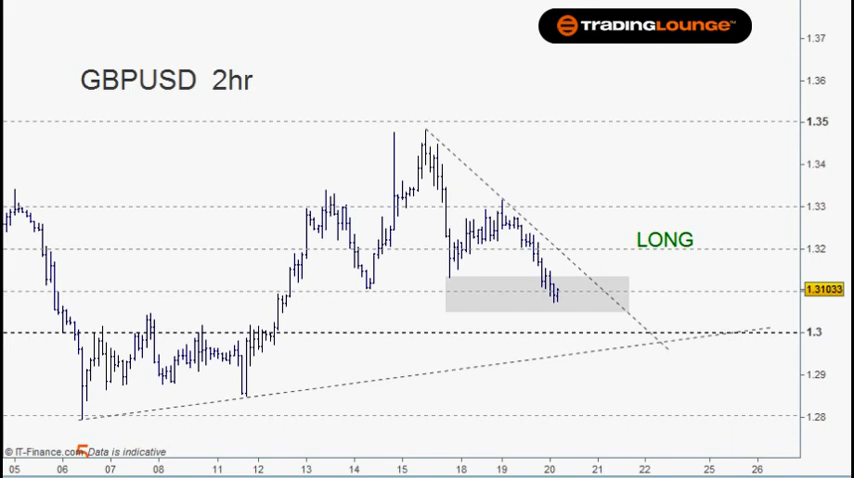 TRADINGLOUNGE™
GBPUSD 2hr
LONG
1.37
1.36
1.35
1.34
1.33
1.32
1.31033
1.3
1.29
1.28
5
© IT-Finance.com Data is indicative
05 06 07 08 11 12 13 14 15 18 19 20 21 22 25 26